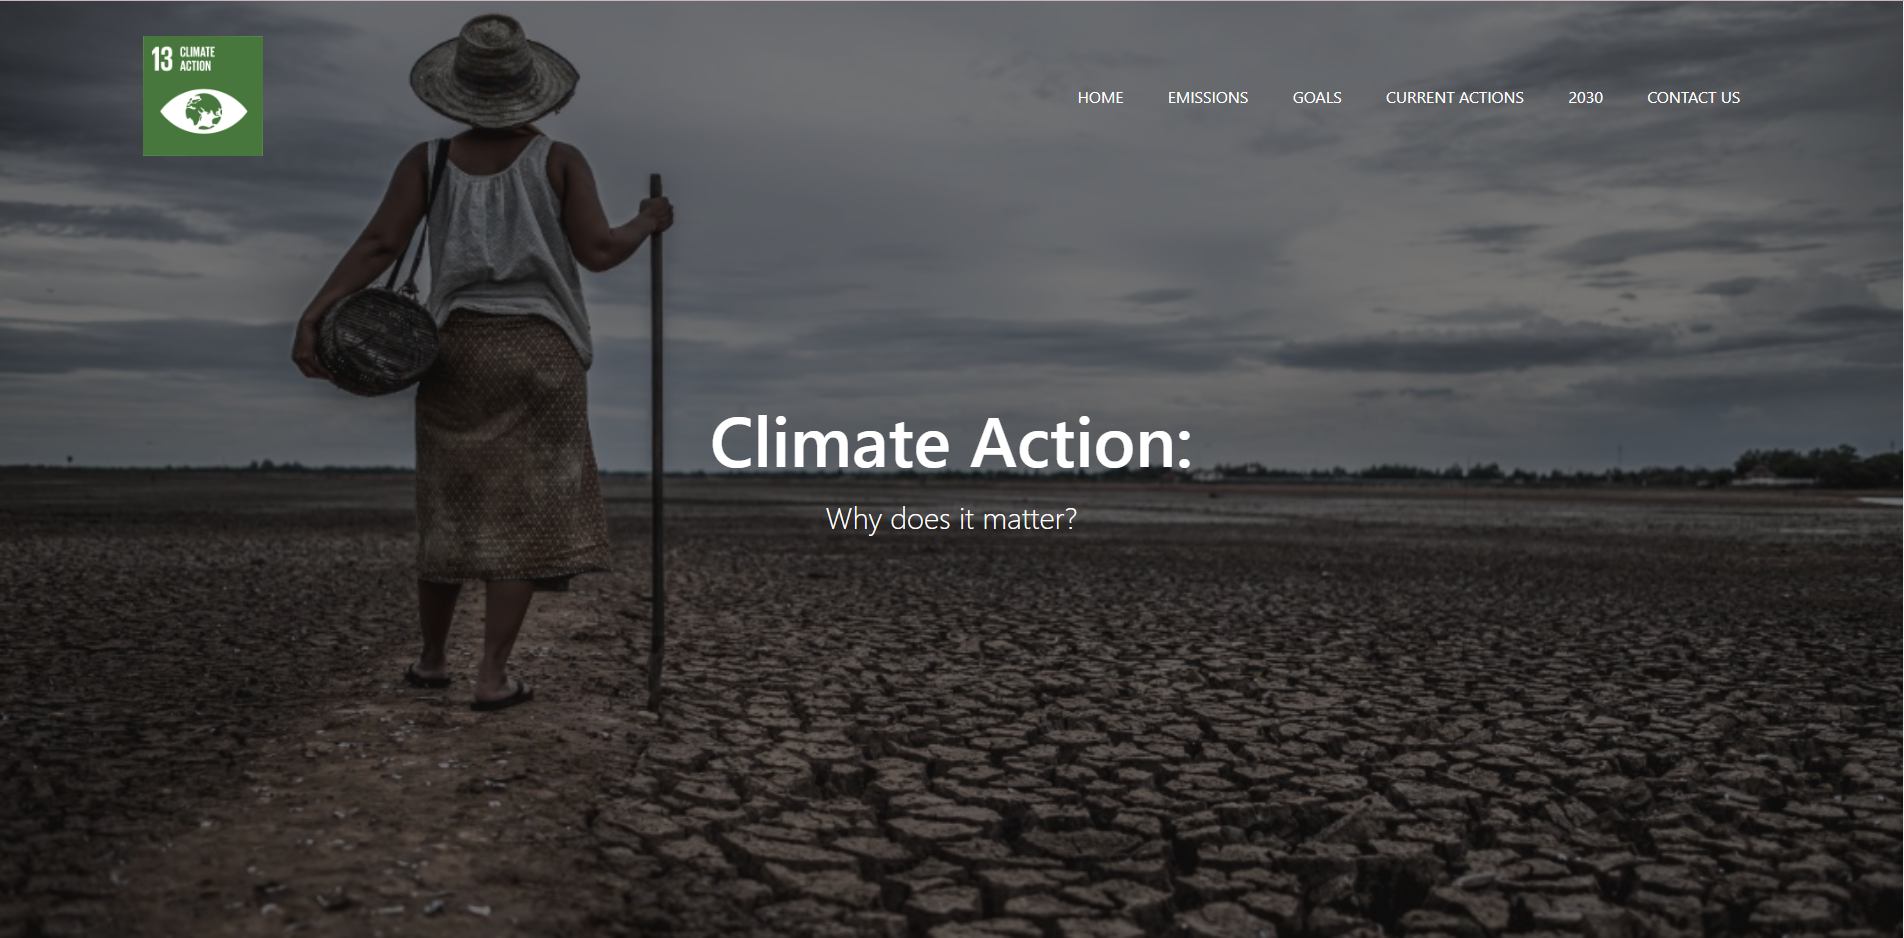 13 CLIMATE
ACTION
HOME EMISSIONS GOALS CURRENT ACTIONS 2030 CONTACT US
Climate Action:
Why does it matter?